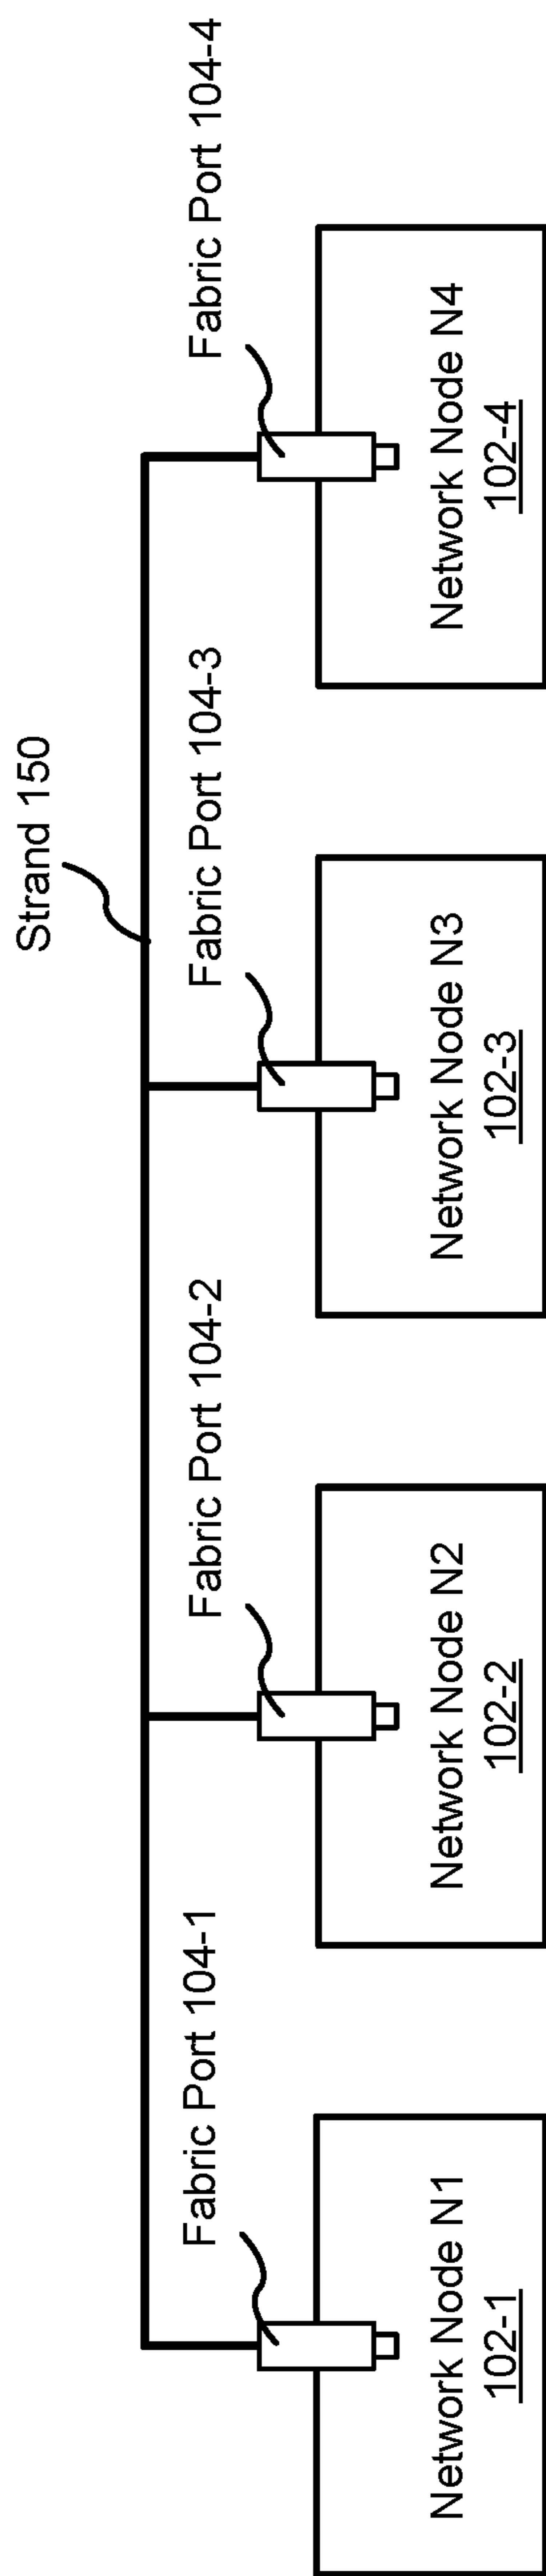 Strand 150
Fabric Port 104-1
Fabric Port 104-2
Fabric Port 104-3
Fabric Port 104-4
Network Node N1
102-1
Network Node N2
102-2
Network Node N3
102-3
Network Node N4
102-4